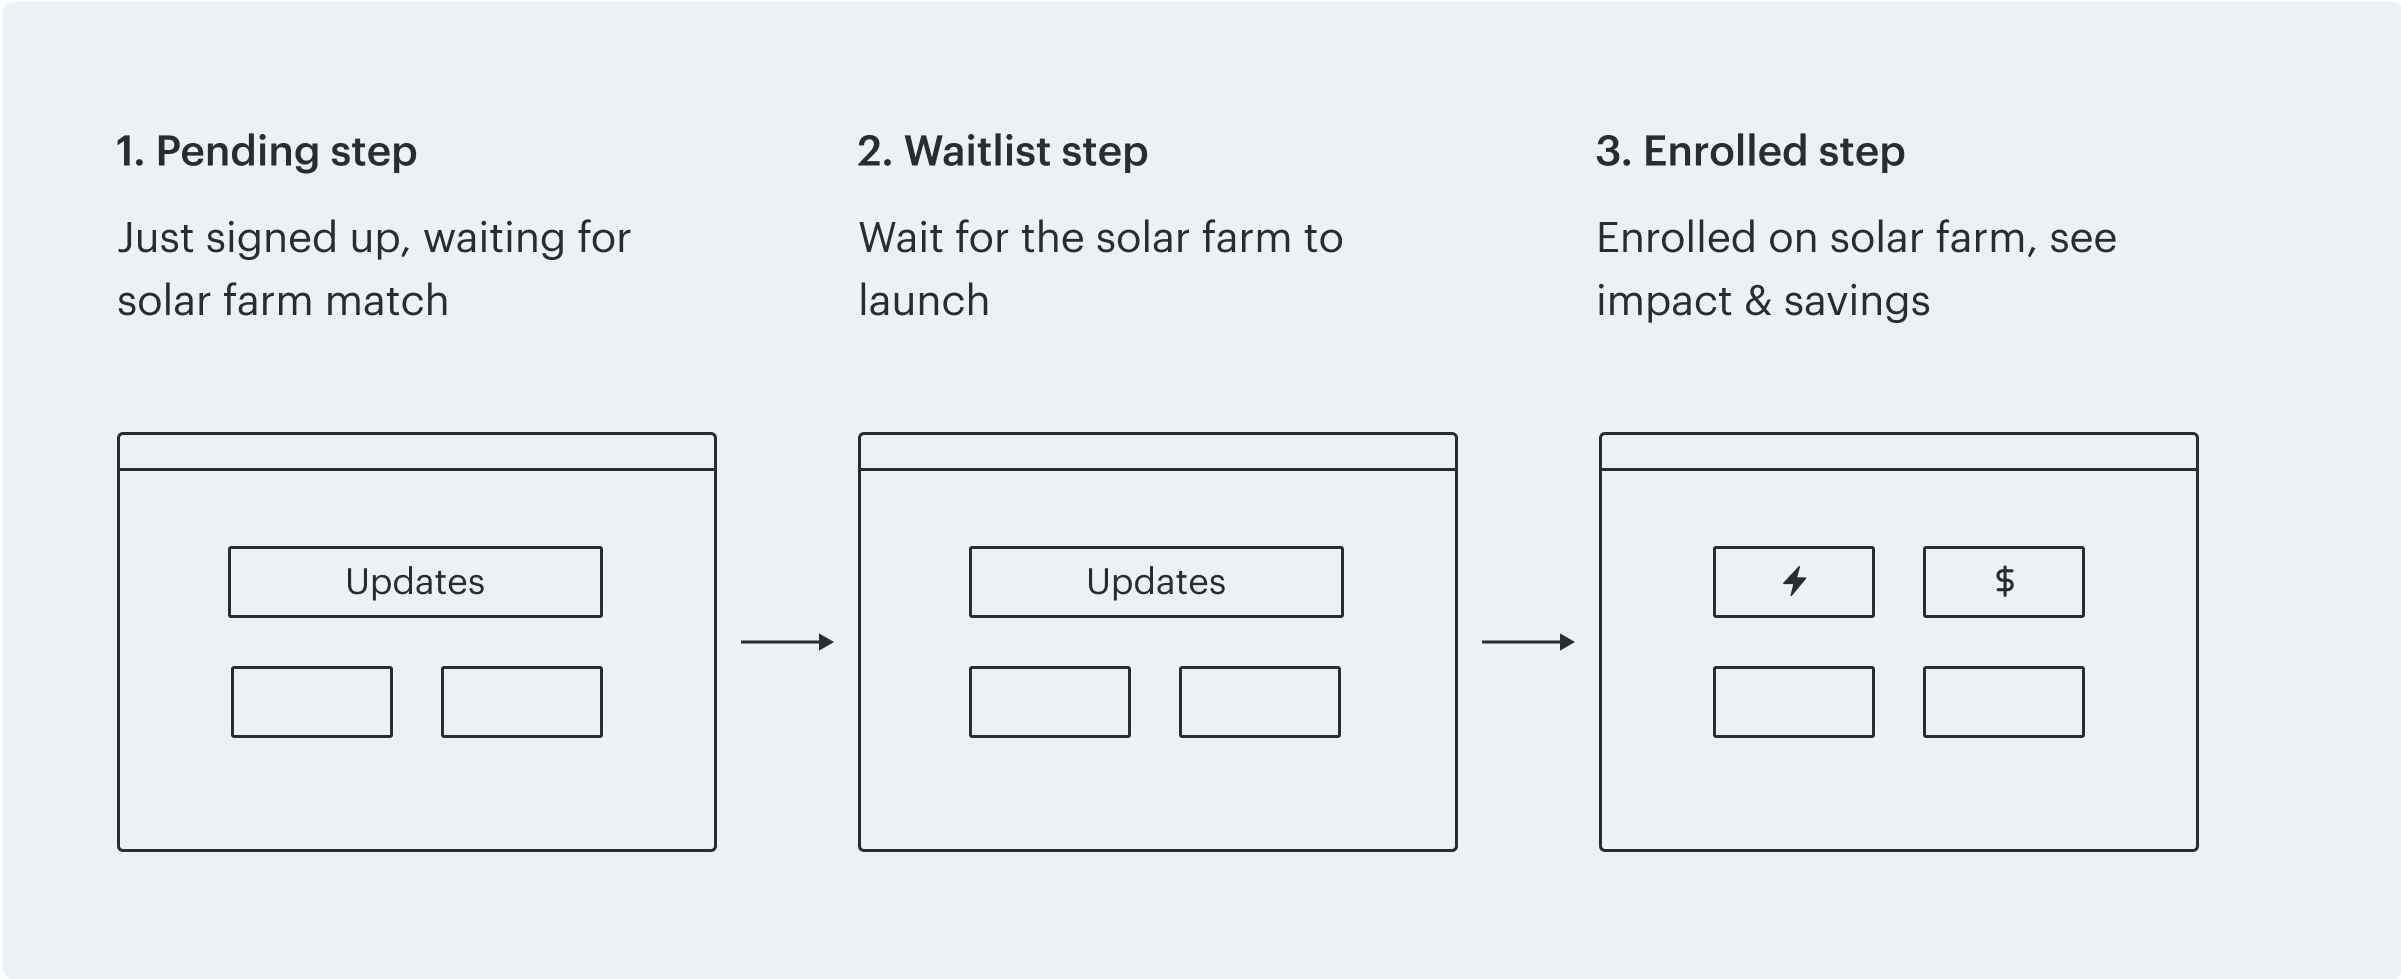 1. Pending step
Just signed up, waiting for
solar farm match
2. Waitlist step
Wait for the solar farm to
launch
3. Enrolled step
Enrolled on solar farm, see
impact & savings
Updates
Updates
$